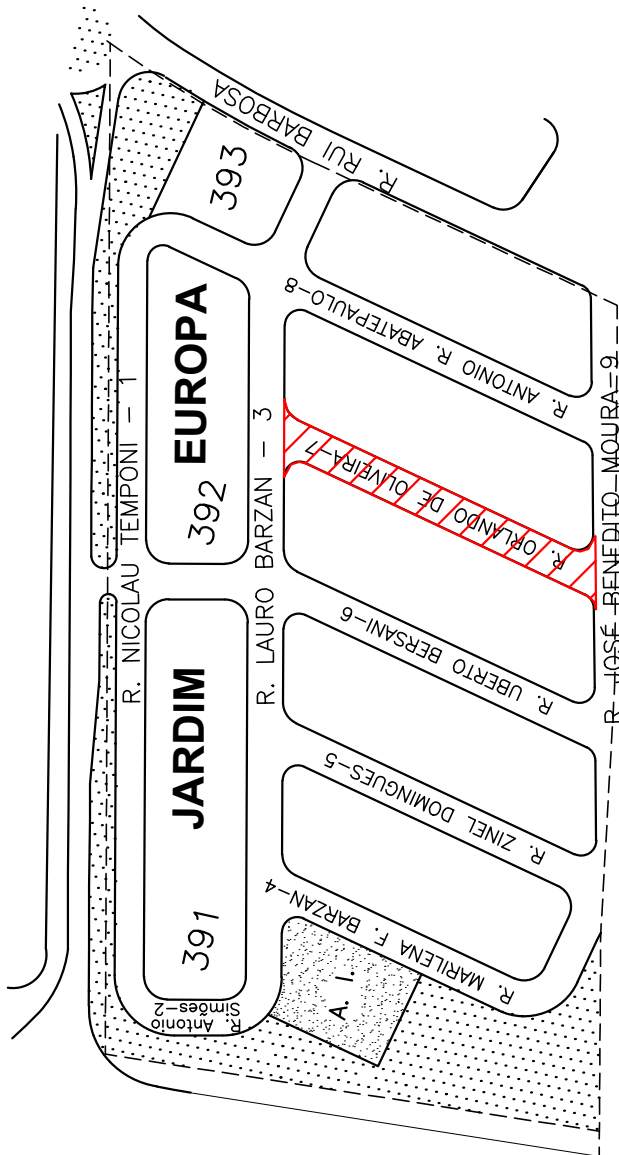 R. RUI BARBOSA
393
EUROPA
392
R. NICOLAU TEMPONI - 1
R. LAURO BARZAN - 3
R. ANTONIO R. ABATEPAULO-8
R. ORLANDO DE OLIVEIRA-7
R. JOSÉ BENEDITO MOURA-9
R. UBERTO BERSANI-6
JARDIM
391
R. ZINEL DOMINGUES-5
R. MARILENA F. BARZAN-4
R. Antonio
Simões-2
A. I.